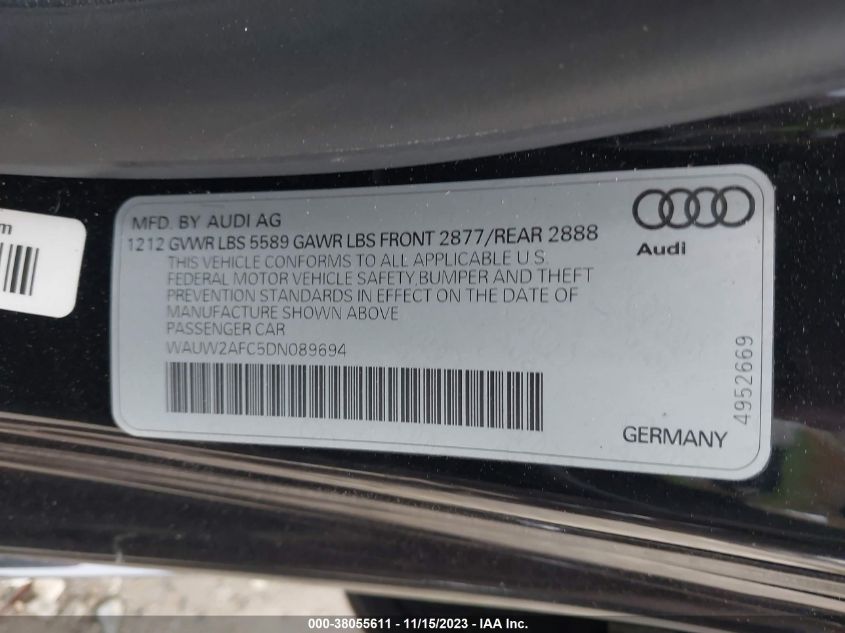 m
MFD. BY AUDI AG
1212 GVWR LBS 5589 GAWR LBS FRONT 2877/REAR 2888
THIS VEHICLE CONFORMS TO ALL APPLICABLE U S.
FEDERAL MOTOR VEHICLE SAFETY,BUMPER AND THEFT
PREVENTION STANDARDS IN EFFECT ON THE DATE OF
MANUFACTURE SHOWN ABOVE
PASSENGER CAR
WAUW2AFC5DN089694
Audi
4952669
GERMANY
000-38055611 - 11/15/2023 - IAA Inc.